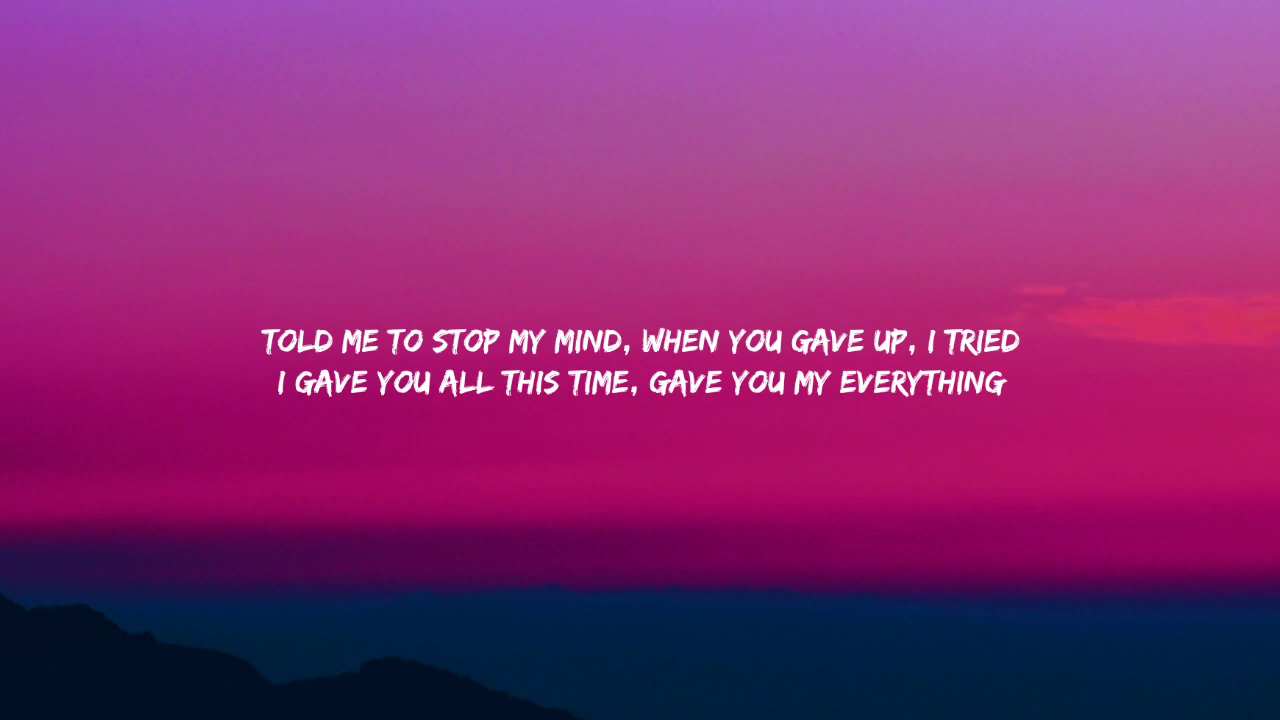 TOLD ME TO STOP MY MIND, WHEN YOU GAVE UP, I TRIED
I GAVE YOU ALL THIS TIME, GAVE YOU MY EVERYTHING